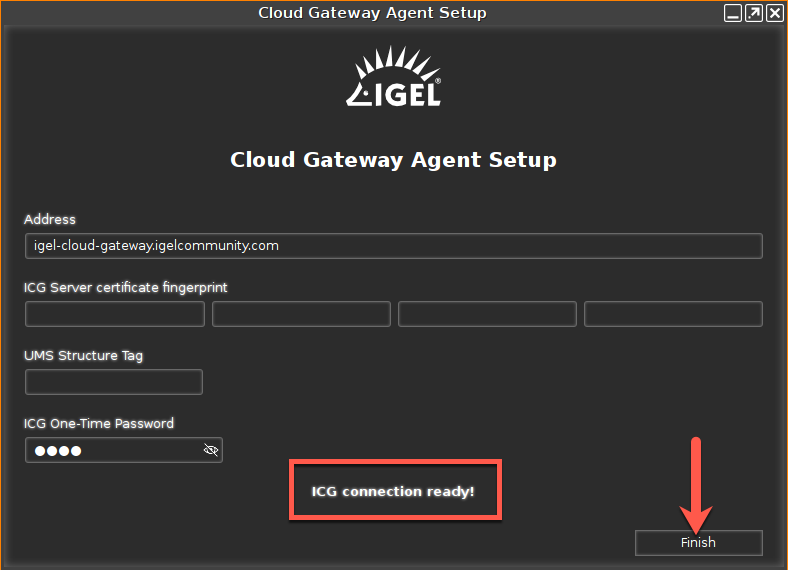 Cloud Gateway Agent Setup
IGEL®
Cloud Gateway Agent Setup
Address
igel-cloud-gateway.igelcommunity.com
ICG Server certificate fingerprint
UMS Structure Tag
ICG One-Time Password
●●●●
ICG connection ready!
Finish